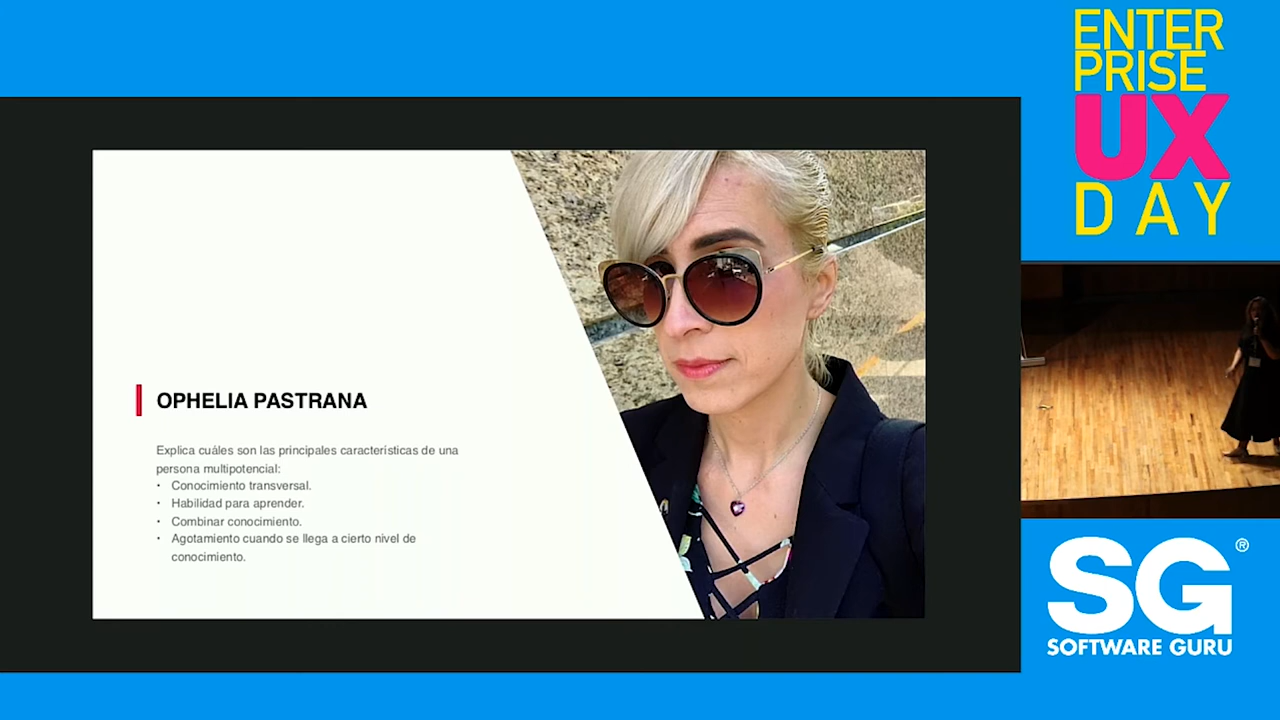 ENTER
PRISE
UX
DAY
OPHELIA PASTRANA
Explica cuáles son las principales características de una
persona multipotencial:
• Conocimiento transversal.
• Habilidad para aprender.
• Combinar conocimiento.
• Agotamiento cuando se llega a cierto nivel de
conocimiento.
SG®
SOFTWARE GURU